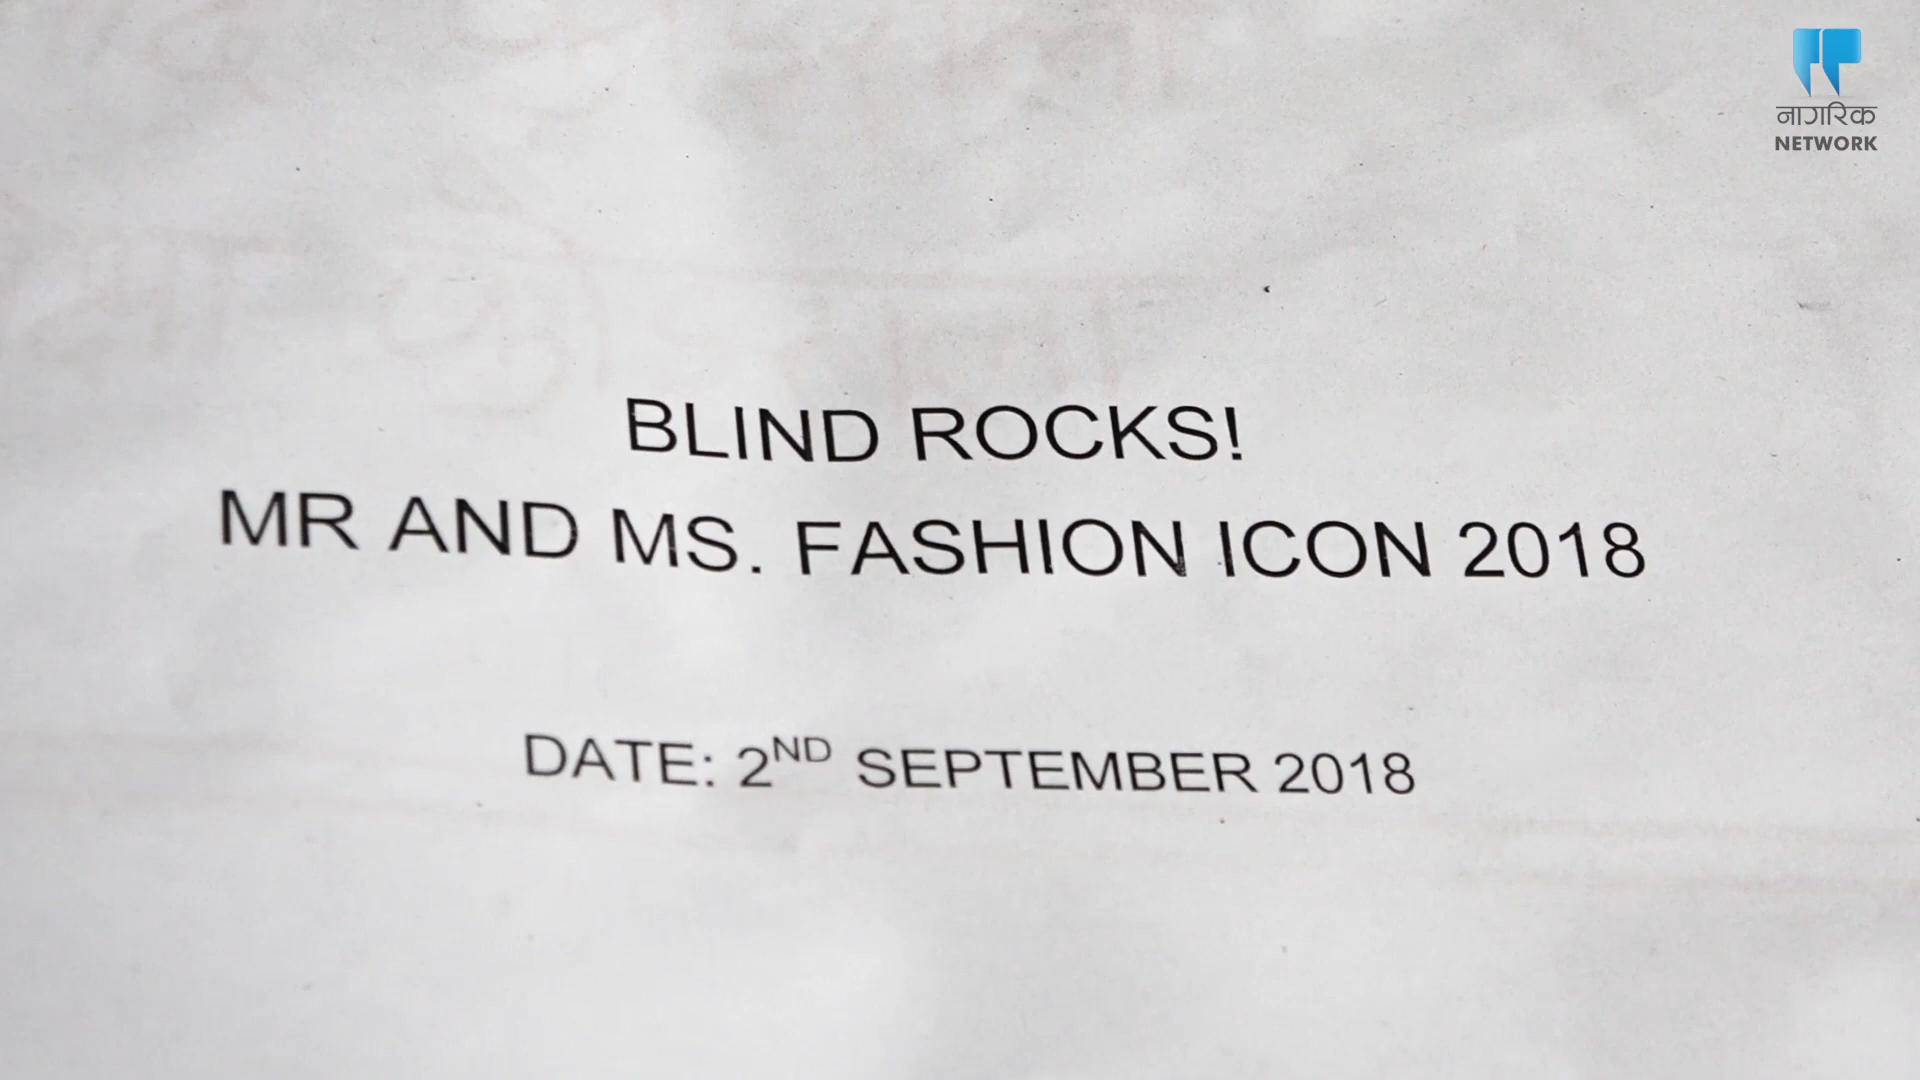 नागरिक
NETWORK
BLIND ROCKS!
MR AND MS. FASHION ICON 2018
DATE: 2ND SEPTEMBER 2018